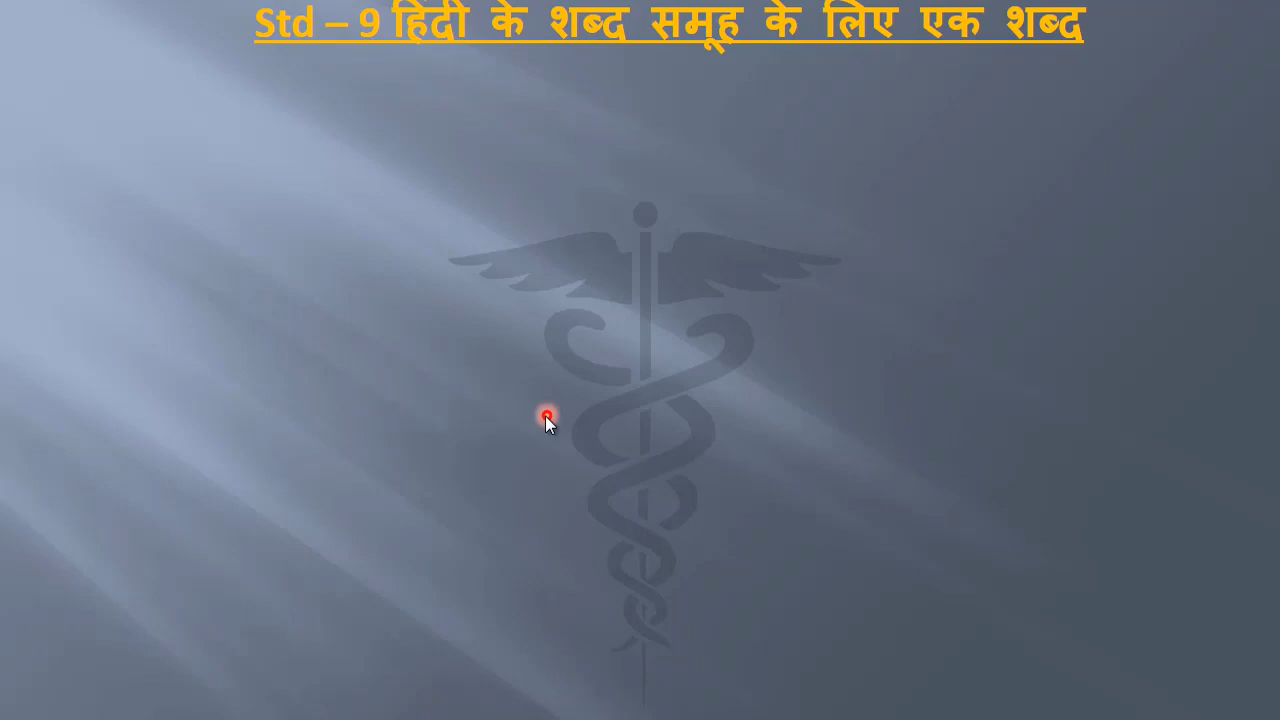 Std – 9 हिंदी के शब्द समूह के लिए एक शब्द